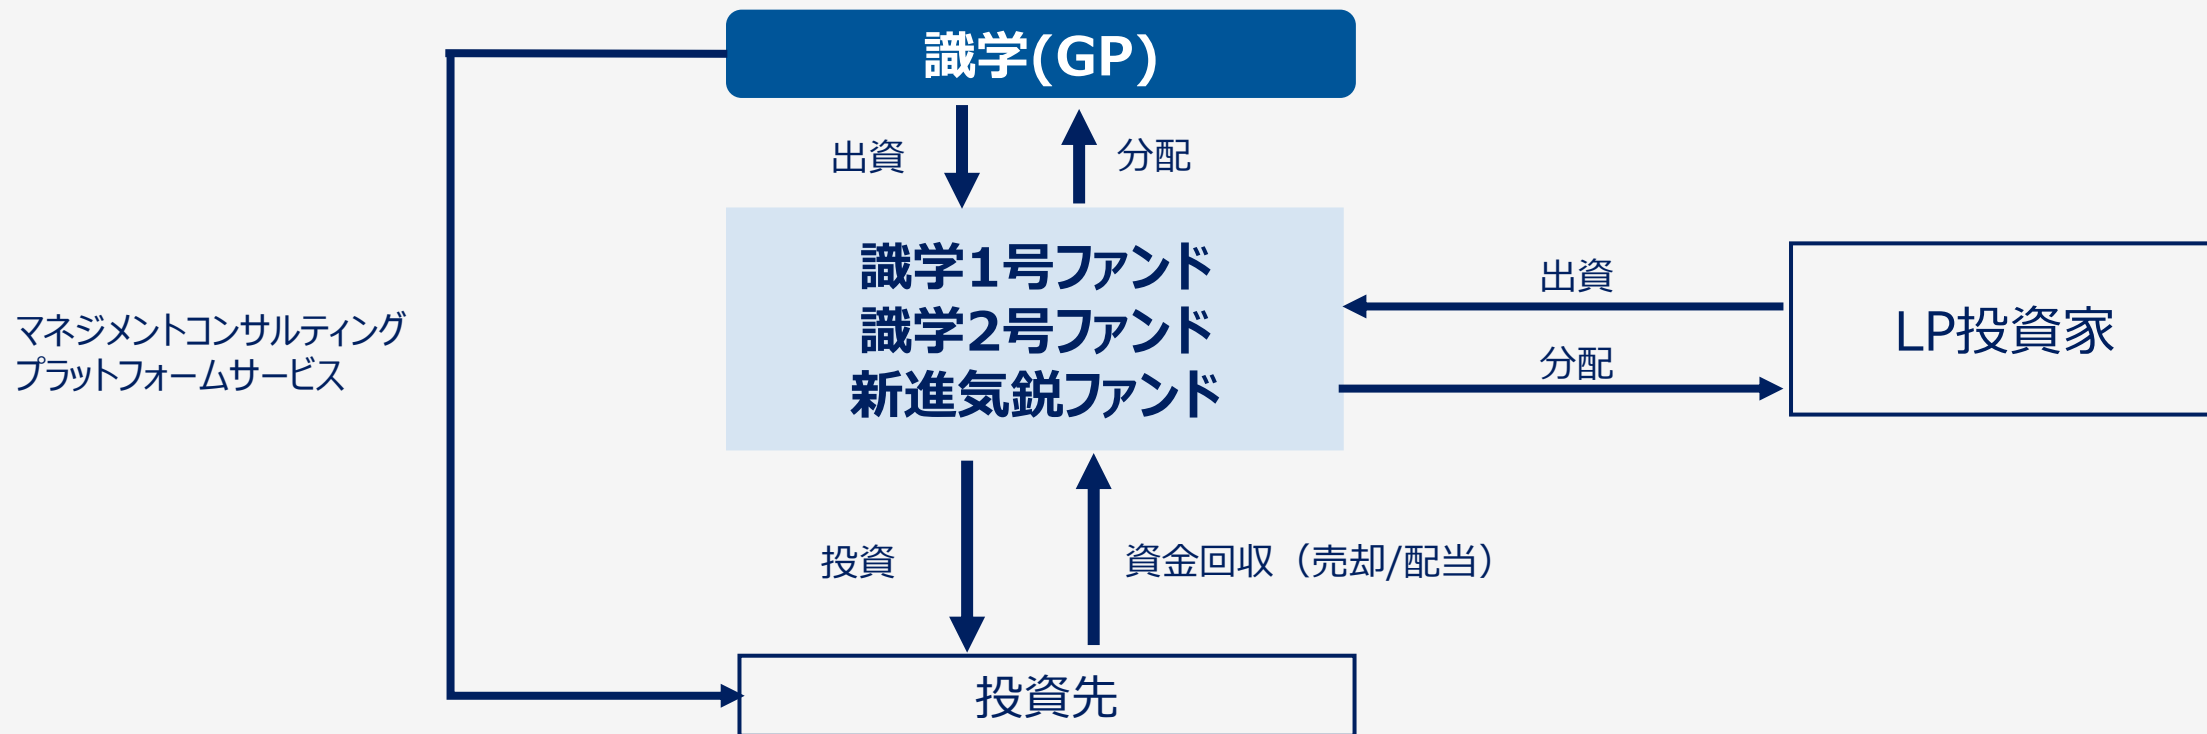 識学(GP)
出資
分配
識学1号ファンド
識学2号ファンド
新進気鋭ファンド
出資
LP投資家
分配
マネジメントコンサルティング
プラットフォームサービス
投資
資金回収（売却/配当）
投資先